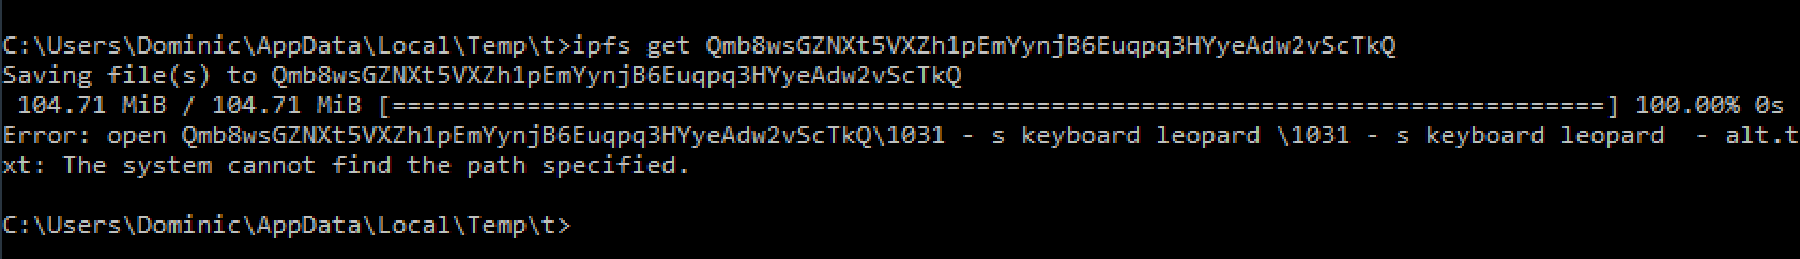 C:\Users\Dominic\AppData\Local\Temp\t>ipfs get Qmb8wsGZNXt5VXZh1pEmYynjB6Euqpq3HYyeAdw2vScTkQ
Saving file(s) to Qmb8wsGZNXt5VXZh1pEmYynjB6Euqpq3HYyeAdw2vScTkQ
 104.71 MiB / 104.71 MiB [=================================================================================] 100.00% 0s
Error: open Qmb8wsGZNXt5VXZh1pEmYynjB6Euqpq3HYyeAdw2vScTkQ\1031 - s keyboard leopard \1031 - s keyboard leopard  - alt.t
xt: The system cannot find the path specified.
C:\Users\Dominic\AppData\Local\Temp\t>